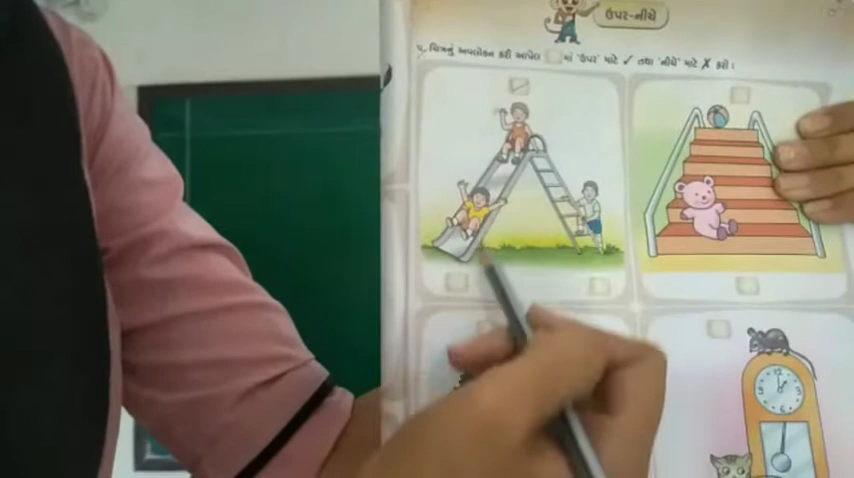 ઉપર-નીચે
૫. ચિત્રનું અવલોકન કરી આપેલ માં 'ઉપર' માટે ✓ તથા 'નીચે' માટે ✗ કરો :